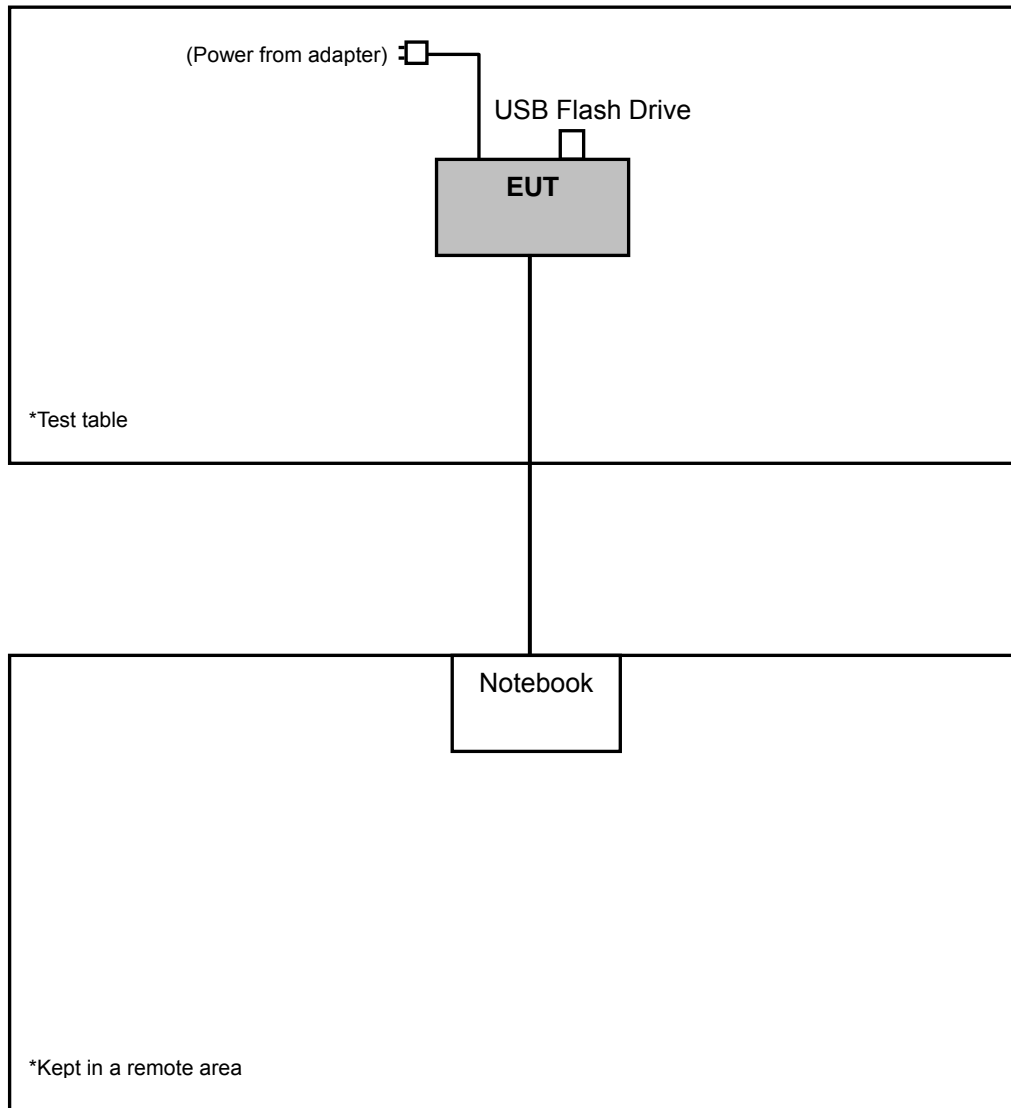 (Power from adapter)
USB Flash Drive
EUT
*Test table
Notebook
*Kept in a remote area